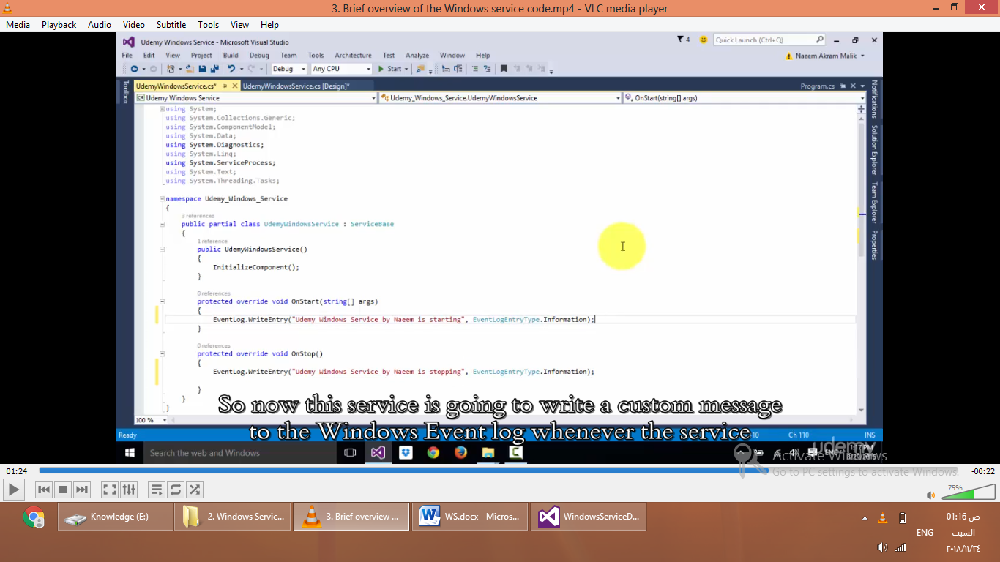 3. Brief overview of the Windows service code.mp4 - VLC media player
Media Playback Audio Video Subtitle Tools View Help
Udemy Windows Service - Microsoft Visual Studio
4
Quick Launch (Ctrl+Q)
File Edit View Project Build Debug Team Tools Architecture Test Analyze Window Help
Naeem Akram Malik
Debug Any CPU Start
Toolbox
UdemyWindowsService.cs* UdemyWindowsService.cs [Design]* Program.cs
Udemy Windows Service Udemy_Windows_Service.UdemyWindowsService OnStart(string[] args)
Notifications
Solution Explorer
Team Explorer
Properties
using System;
using System.Collections.Generic;
using System.ComponentModel;
using System.Data;
using System.Diagnostics;
using System.Linq;
using System.ServiceProcess;
using System.Text;
using System.Threading.Tasks;
namespace Udemy_Windows_Service
{
3 references
public partial class UdemyWindowsService : ServiceBase
{
1 reference
public UdemyWindowsService()
{
InitializeComponent();
}
0 references
protected override void OnStart(string[] args)
{
EventLog.WriteEntry("Udemy Windows Service by Naeem is starting", EventLogEntryType.Information);
}
0 references
protected override void OnStop()
{
EventLog.WriteEntry("Udemy Windows Service by Naeem is stopping", EventLogEntryType.Information);
}
}
}
So now this service is going to write a custom message
to the Windows Event log whenever the service
100 %
Ready Ch 110 INS
Search the web and Windows
udemy
1:17 PM
Activate Windows
Go to PC settings to activate Windows.
01:24 -00:22
75%
Knowledge (E:) 2. Windows Servic... 3. Brief overview ... WS.docx - Micros... WindowsServiceD...
ENG
01:16 ص
السبت
٢٠١٨/١١/٢٤